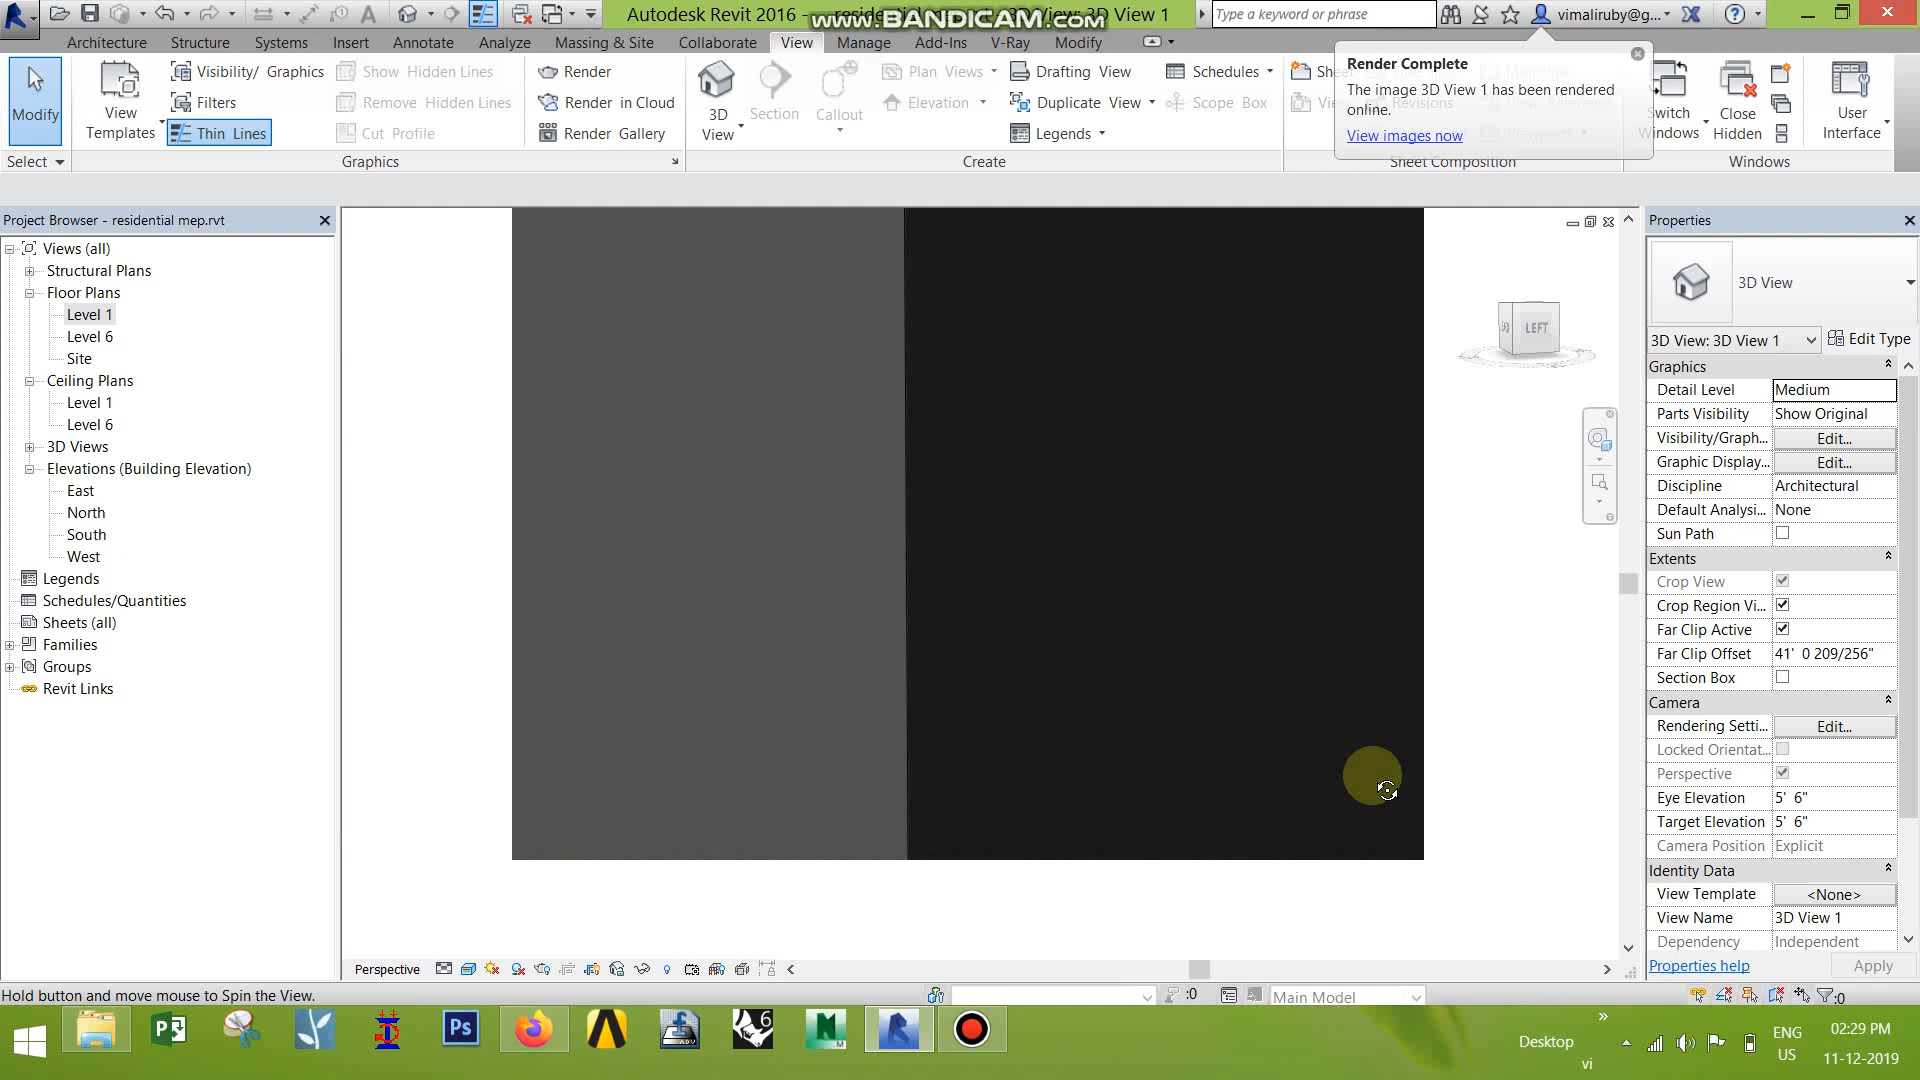 Autodesk Revit 2016 -
3D View: 3D View 1
www.BANDICAM.com
Type a keyword or phrase
vimaliruby@g...
Architecture
Structure
Systems
Insert
Annotate
Analyze
Massing & Site
Collaborate
View
Manage
Add-Ins
V-Ray
Modify
Modify
View
Templates
Visibility/ Graphics
Filters
Thin Lines
Show Hidden Lines
Remove Hidden Lines
Cut Profile
Render
Render in Cloud
Render Gallery
3D
View
Section
Callout
Plan Views
Elevation
Drafting View
Duplicate View
Legends
Schedules
Scope Box
Render Complete
The image 3D View 1 has been rendered
online.
View images now
Revisions
Switch
Windows
Close
Hidden
User
Interface
Select
Graphics
Create
Sheet Composition
Windows
Project Browser - residential mep.rvt
Views (all)
Structural Plans
Floor Plans
Level 1
Level 6
Site
Ceiling Plans
Level 1
Level 6
3D Views
Elevations (Building Elevation)
East
North
South
West
Legends
Schedules/Quantities
Sheets (all)
Families
Groups
Revit Links
LEFT
Properties
3D View
3D View: 3D View 1
Edit Type
Graphics
Detail Level Medium
Parts Visibility Show Original
Visibility/Graph... Edit...
Graphic Display... Edit...
Discipline Architectural
Default Analysi... None
Sun Path
Extents
Crop View
Crop Region Vi...
Far Clip Active
Far Clip Offset 41' 0 209/256"
Section Box
Camera
Rendering Setti... Edit...
Locked Orientat...
Perspective
Eye Elevation 5' 6"
Target Elevation 5' 6"
Camera Position Explicit
Identity Data
View Template <None>
View Name 3D View 1
Dependency Independent
Properties help
Apply
Perspective
Hold button and move mouse to Spin the View.
:0
Main Model
:0
Ps
6
M
Desktop
vi
ENG
US
02:29 PM
11-12-2019